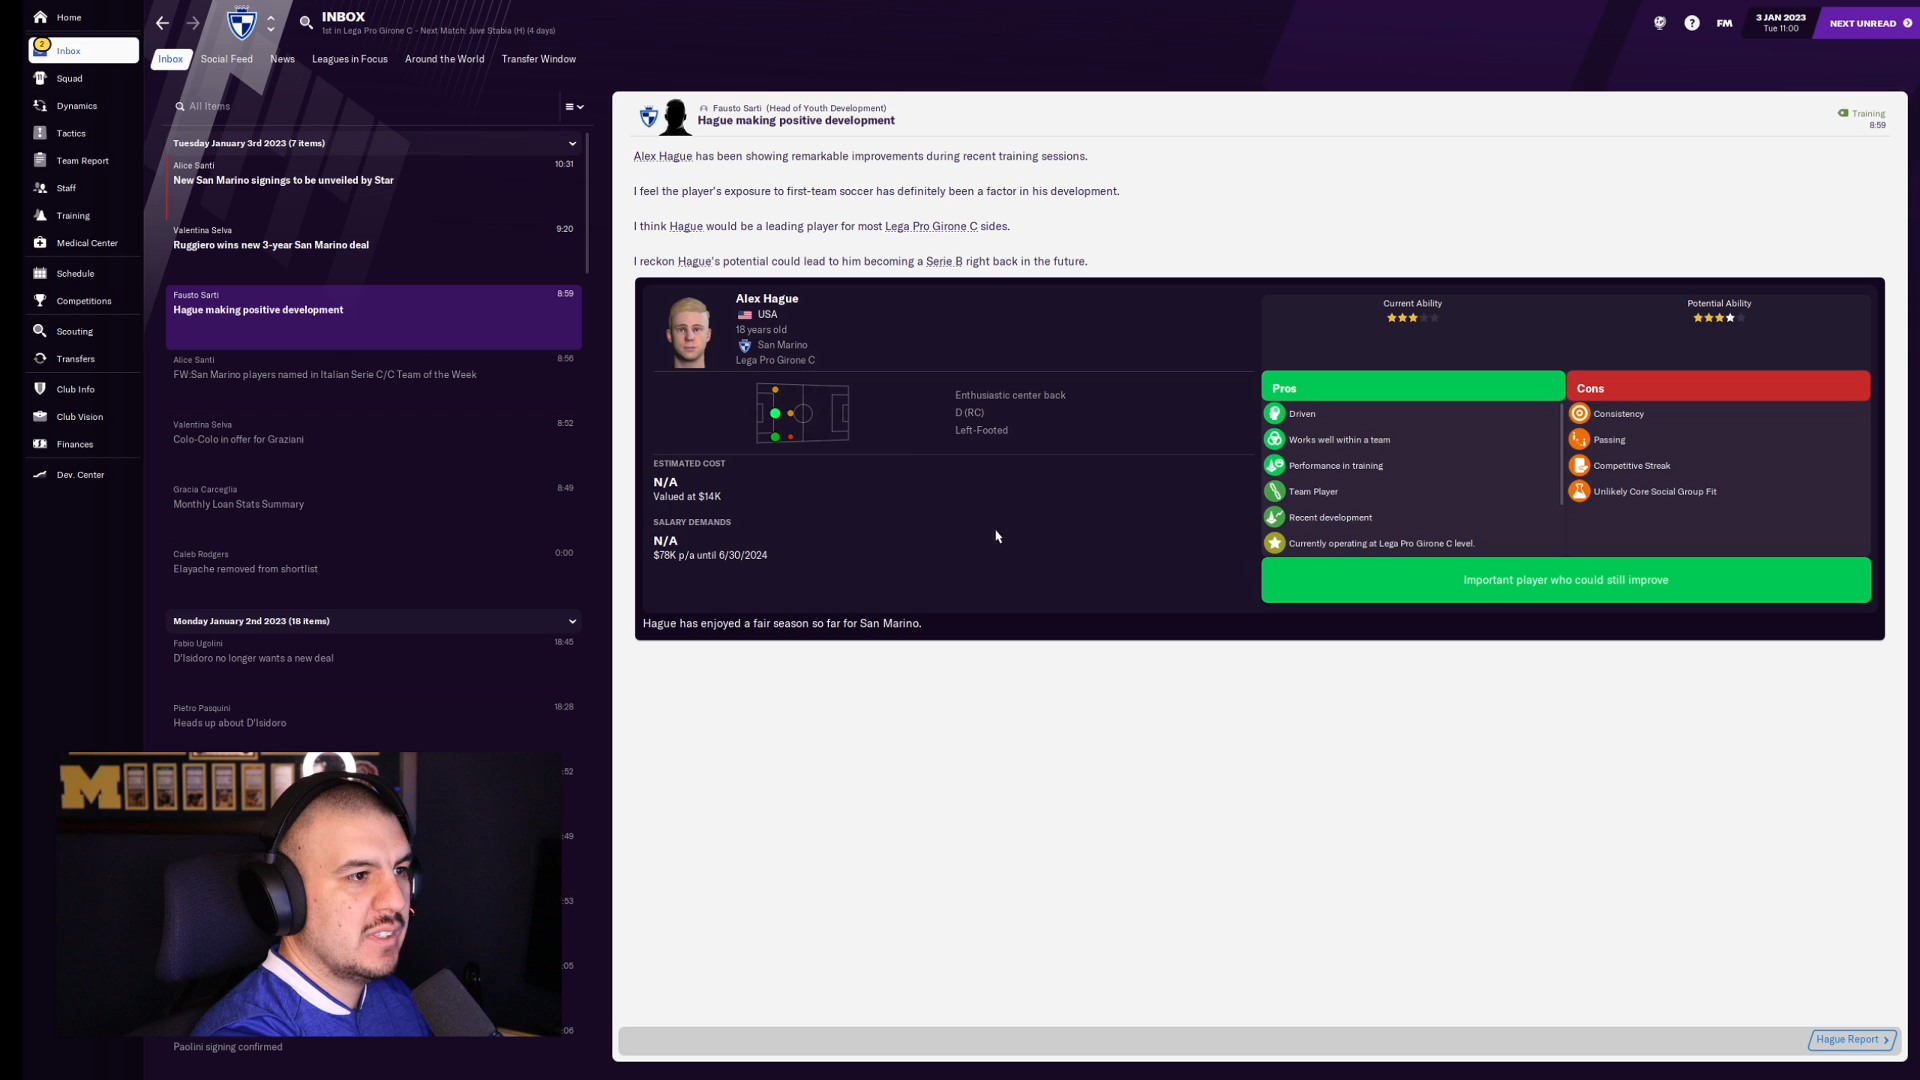 Home
2
Inbox
Squad
Dynamics
Tactics
Team Report
Staff
Training
Medical Center
Schedule
Competitions
Scouting
Transfers
Club Info
Club Vision
Finances
Dev. Center
INBOX
1st in Lega Pro Girone C - Next Match: Juve Stabia (H) (4 days)
FM
3 JAN 2023
Tue 11:00
NEXT UNREAD
Inbox
Social Feed
News
Leagues in Focus
Around the World
Transfer Window
All Items
Tuesday January 3rd 2023 (7 items)
Alice Santi 10:31
New San Marino signings to be unveiled by Star
Valentina Selva 9:20
Ruggiero wins new 3-year San Marino deal
Fausto Sarti 8:59
Hague making positive development
Alice Santi 8:56
FW:San Marino players named in Italian Serie C/C Team of the Week
Valentina Selva 8:52
Colo-Colo in offer for Graziani
Gracia Carceglia 8:49
Monthly Loan Stats Summary
Caleb Rodgers 0:00
Elayache removed from shortlist
Monday January 2nd 2023 (18 items)
Fabio Ugolini 18:45
D'Isidoro no longer wants a new deal
Pietro Pasquini 18:28
Heads up about D'Isidoro
:52
:49
:53
:05
:06
Paolini signing confirmed
M
Fausto Sarti (Head of Youth Development)
Hague making positive development
Training
8:59
Alex Hague has been showing remarkable improvements during recent training sessions.
I feel the player's exposure to first-team soccer has definitely been a factor in his development.
I think Hague would be a leading player for most Lega Pro Girone C sides.
I reckon Hague's potential could lead to him becoming a Serie B right back in the future.
Alex Hague
USA
18 years old
San Marino
Lega Pro Girone C
Enthusiastic center back
D (RC)
Left-Footed
ESTIMATED COST
N/A
Valued at $14K
SALARY DEMANDS
N/A
$78K p/a until 6/30/2024
Current Ability
Potential Ability
Pros
Driven
Works well within a team
Performance in training
Team Player
Recent development
Currently operating at Lega Pro Girone C level.
Cons
Consistency
Passing
Competitive Streak
Unlikely Core Social Group Fit
Important player who could still improve
Hague has enjoyed a fair season so far for San Marino.
Hague Report